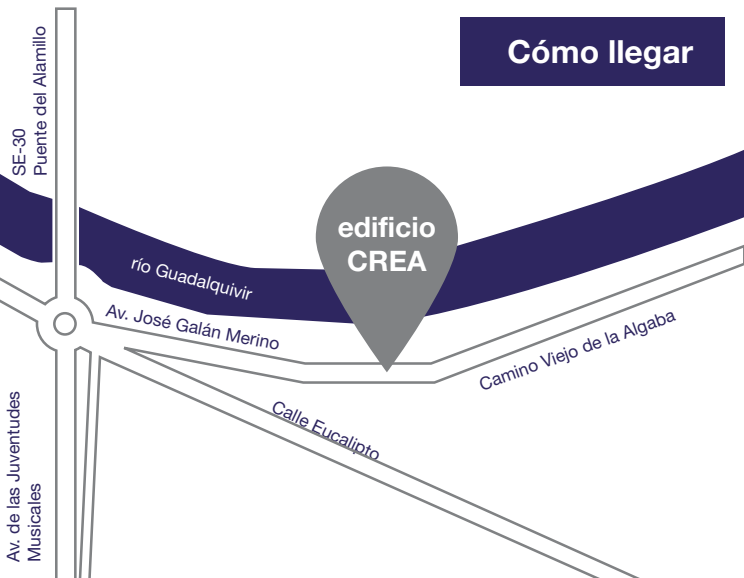 Cómo llegar
SE-30
Puente del Alamillo
edificio
CREA
río Guadalquivir
Av. José Galán Merino
Camino Viejo de la Algaba
Calle Eucalipto
Av. de las Juventudes
Musicales